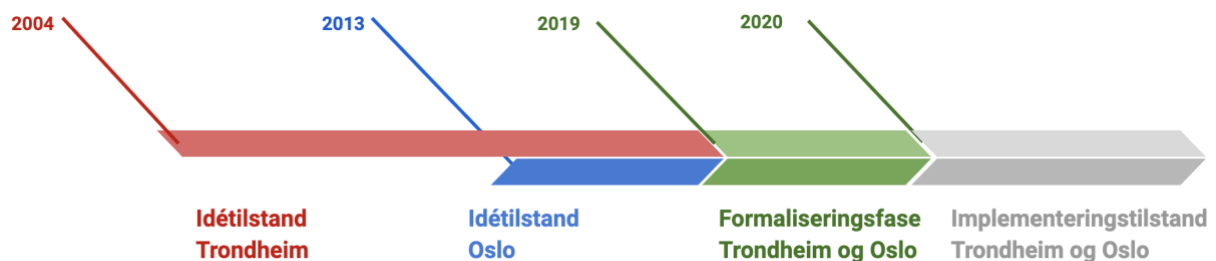 2004
2013
2019
2020
Idétilstand
Trondheim
Idétilstand
Oslo
Formaliseringsfase
Trondheim og Oslo
Implementeringstilstand
Trondheim og Oslo